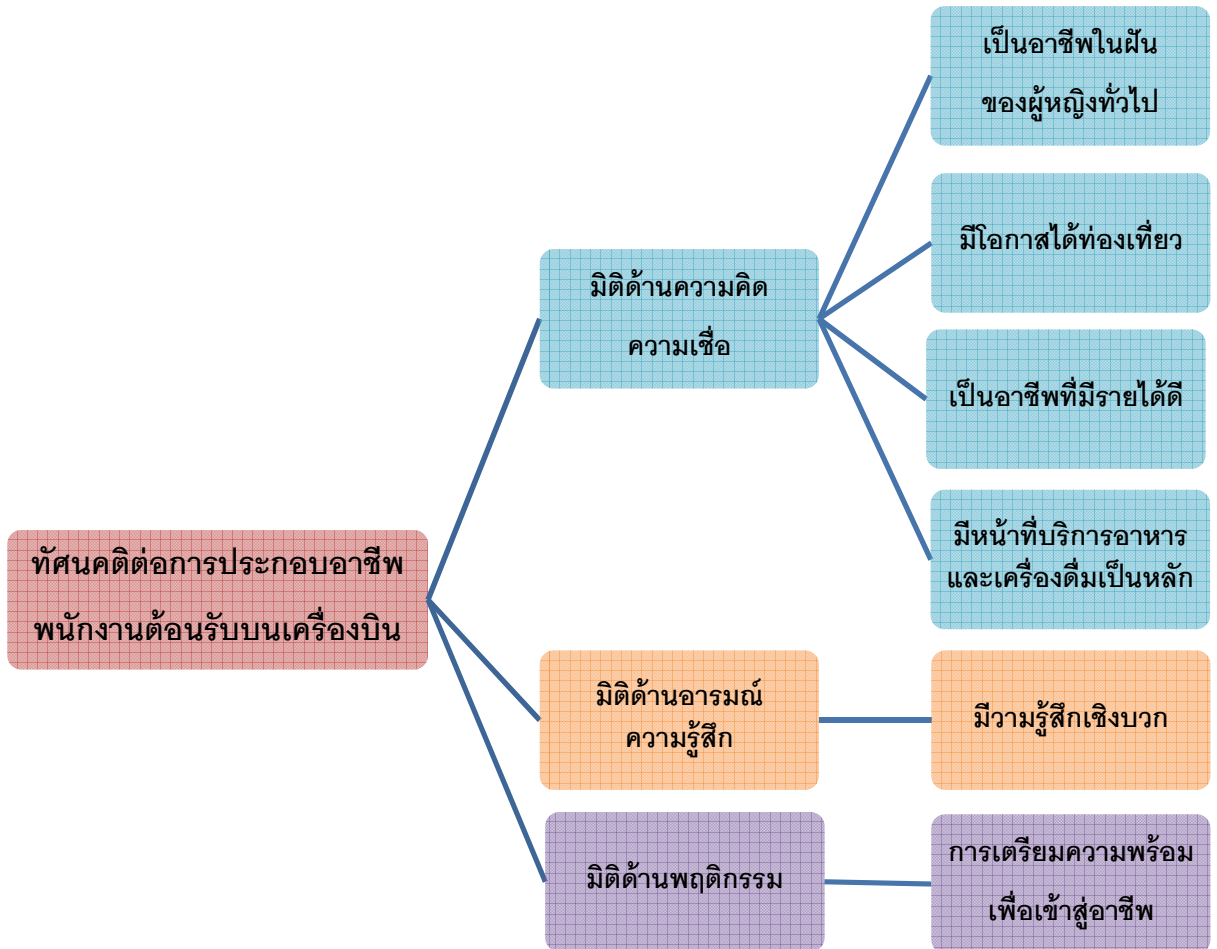 เป็นอาชีพในฝัน
ของผู้หญิงทั่วไป
มีโอกาสได้ท่องเที่ยว
มิติด้านความคิด
ความเชื่อ
เป็นอาชีพที่มีรายได้ดี
มีหน้าที่บริการอาหาร
และเครื่องดื่มเป็นหลัก
ทัศนคติต่อการประกอบอาชีพ
พนักงานต้อนรับบนเครื่องบิน
มิติด้านอารมณ์
ความรู้สึก
มีวามรู้สึกเชิงบวก
มิติด้านพฤติกรรม
การเตรียมความพร้อม
เพื่อเข้าสู่อาชีพ